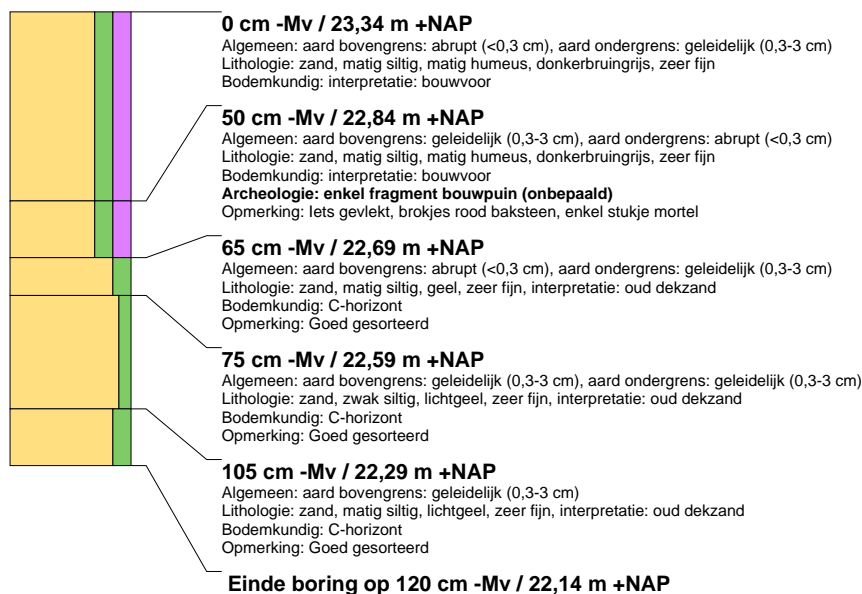 0 cm -Mv / 23,34 m +NAP
Algemeen: aard bovengrens: abrupt (<0,3 cm), aard ondergrens: geleidelijk (0,3-3 cm)
Lithologie: zand, matig siltig, matig humeus, donkerbruingrijs, zeer fijn
Bodemkundig: interpretatie: bouwvoor
50 cm -Mv / 22,84 m +NAP
Algemeen: aard bovengrens: geleidelijk (0,3-3 cm), aard ondergrens: abrupt (<0,3 cm)
Lithologie: zand, matig siltig, matig humeus, donkerbruingrijs, zeer fijn
Bodemkundig: interpretatie: bouwvoor
Archeologie: enkel fragment bouwpuin (onbepaald)
Opmerking: Iets gevlekt, brokjes rood baksteen, enkel stukje mortel
65 cm -Mv / 22,69 m +NAP
Algemeen: aard bovengrens: abrupt (<0,3 cm), aard ondergrens: geleidelijk (0,3-3 cm)
Lithologie: zand, matig siltig, geel, zeer fijn, interpretatie: oud dekzand
Bodemkundig: C-horizont
Opmerking: Goed gesorteerd
75 cm -Mv / 22,59 m +NAP
Algemeen: aard bovengrens: geleidelijk (0,3-3 cm), aard ondergrens: geleidelijk (0,3-3 cm)
Lithologie: zand, zwak siltig, lichtgeel, zeer fijn, interpretatie: oud dekzand
Bodemkundig: C-horizont
Opmerking: Goed gesorteerd
105 cm -Mv / 22,29 m +NAP
Algemeen: aard bovengrens: geleidelijk (0,3-3 cm)
Lithologie: zand, matig siltig, lichtgeel, zeer fijn, interpretatie: oud dekzand
Bodemkundig: C-horizont
Opmerking: Goed gesorteerd
Einde boring op 120 cm -Mv / 22,14 m +NAP